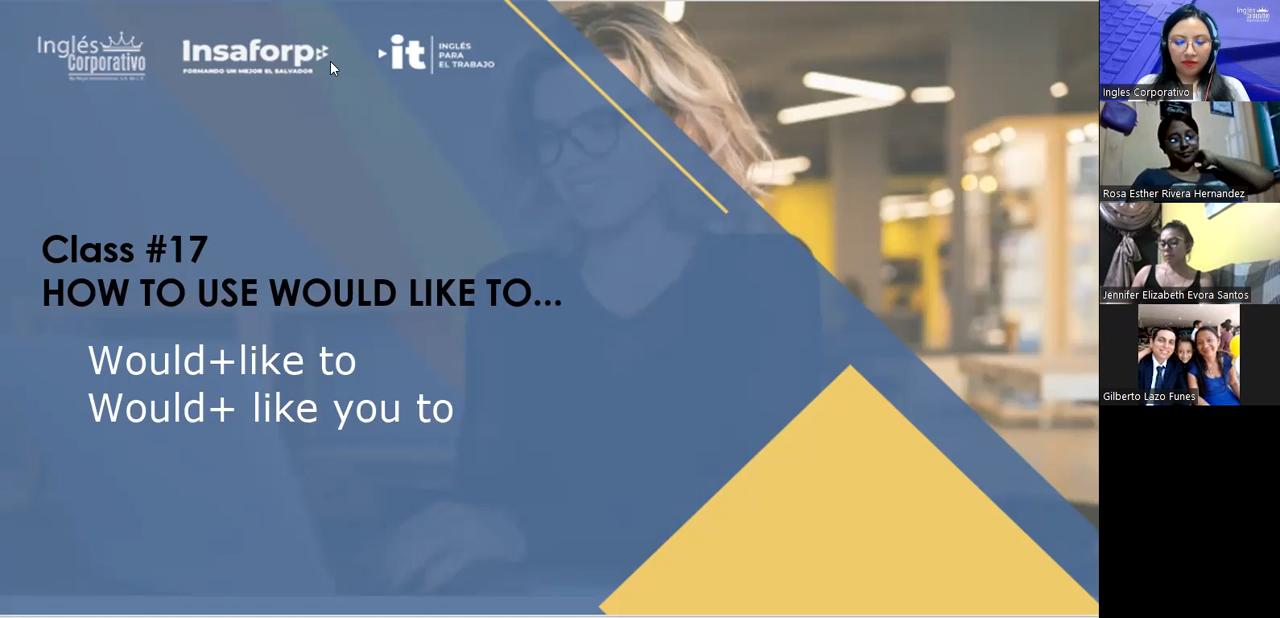 Inglés
Corporativo
Insaforp
FORMANDO UN MEJOR EL SALVADOR
it
INGLÉS
PARA
EL TRABAJO
Class #17
HOW TO USE WOULD LIKE TO...
Would+like to
Would+ like you to
Ingles Corporativo
Rosa Esther Rivera Hernandez
Jennifer Elizabeth Evora Santos
Gilberto Lazo Funes